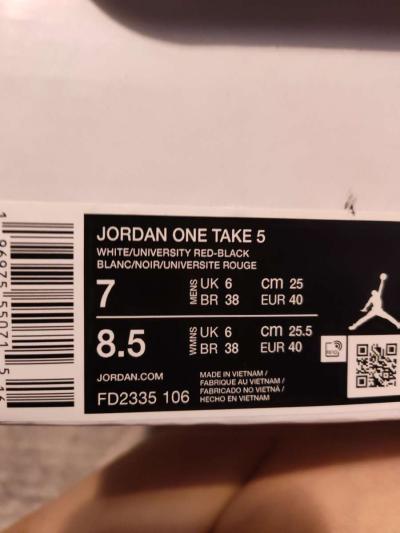 JORDAN ONE TAKE 5
WHITE/UNIVERSITY RED-BLACK
BLANC/NOIR/UNIVERSITE ROUGE
7 MENS UK 6 cm 25
BR 38 EUR 40
8.5 WMNS UK 6 cm 25.5
BR 38 EUR 40
JORDAN.COM
FD2335 106
MADE IN VIETNAM /
FABRIQUE AU VIETNAM /
FABRICADO NO VIETNÃ /
HECHO EN VIETNAM